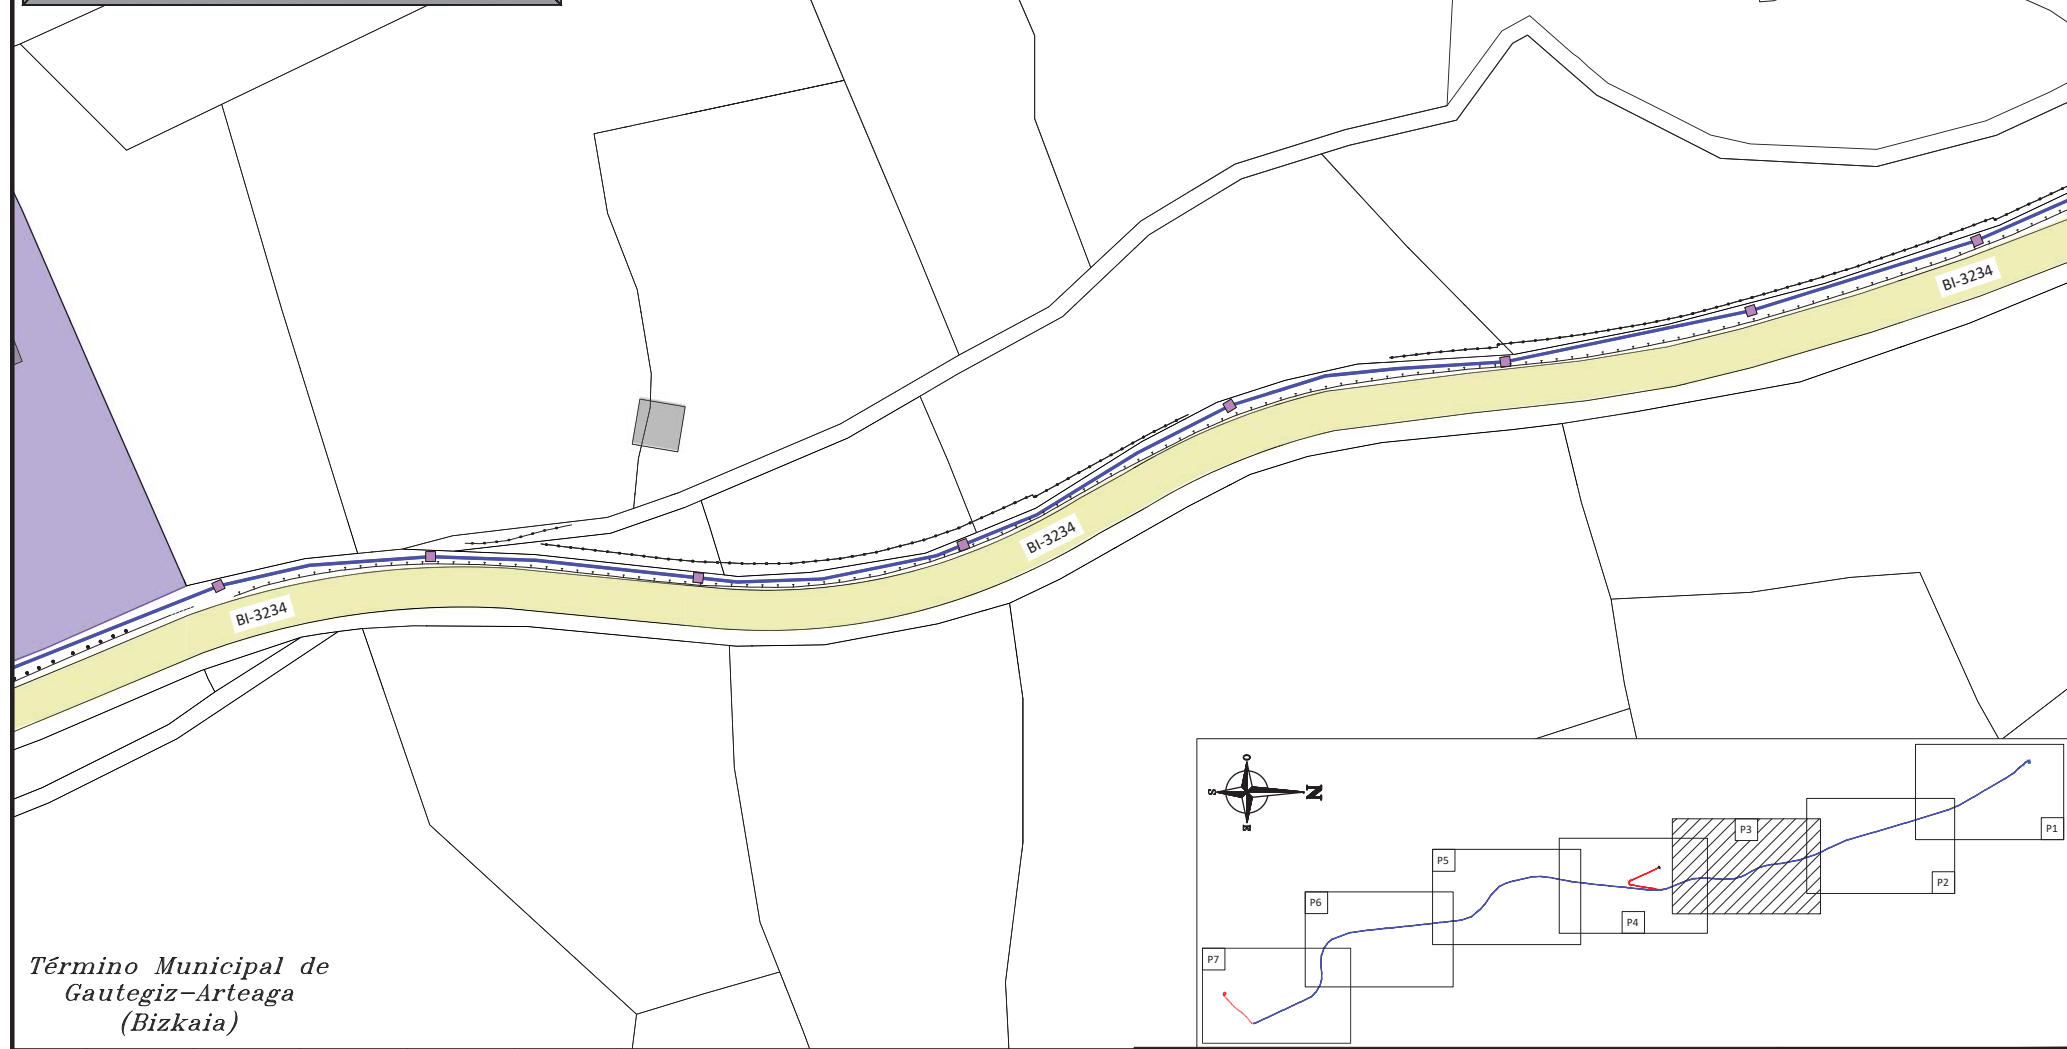 BI-3234
BI-3234
BI-3234
O
S
N
E
P3
P1
P5
P2
P6
P4
P7
Término Municipal de
Gautegiz-Arteaga
(Bizkaia)